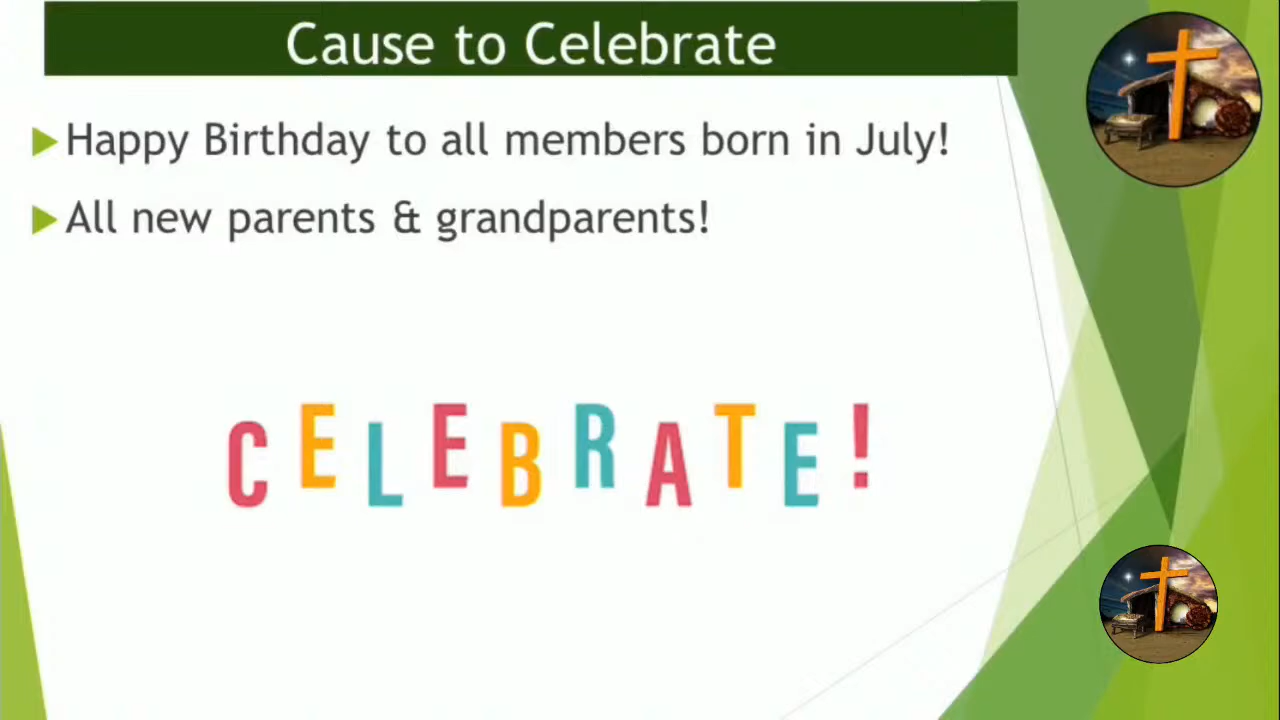 Cause to Celebrate
Happy Birthday to all members born in July!
All new parents & grandparents!
CELEBRATE!